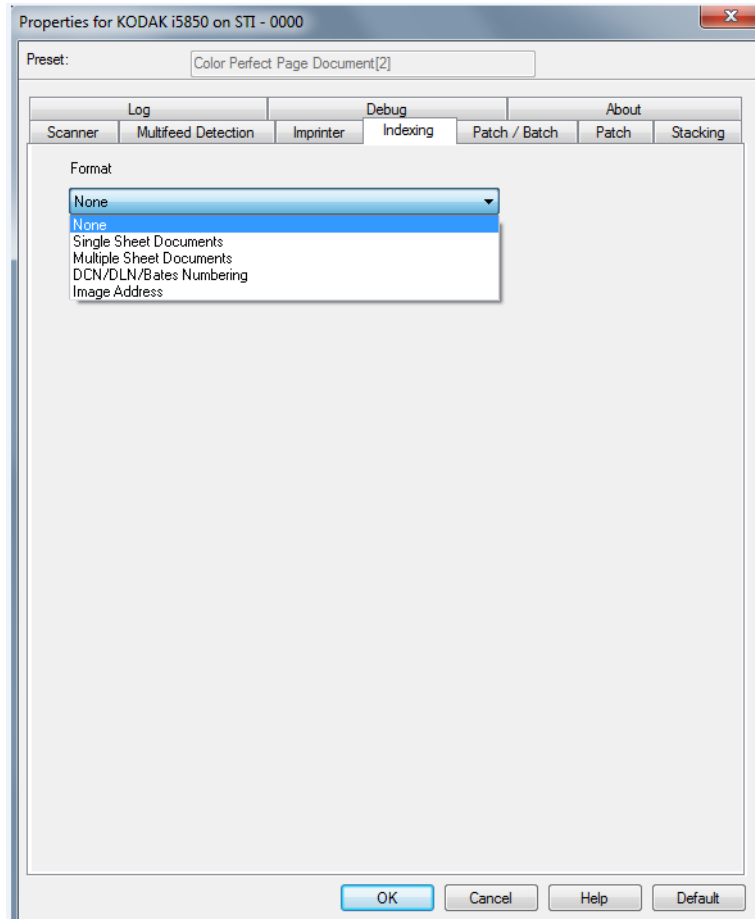 Properties for KODAK i5850 on STI - 0000
x
Preset: Color Perfect Page Document[2]
Log Debug About
Scanner Multifeed Detection Imprinter Indexing Patch / Batch Patch Stacking
Format
None
None
Single Sheet Documents
Multiple Sheet Documents
DCN/DLN/Bates Numbering
Image Address
OK Cancel Help Default